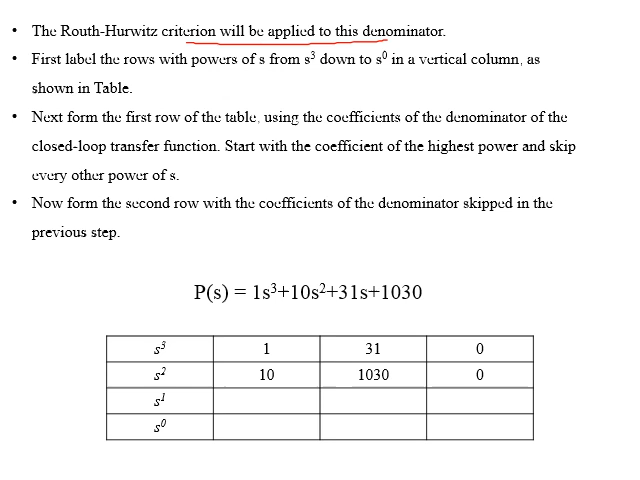 • The Routh-Hurwitz criterion will be applied to this denominator.
• First label the rows with powers of s from s³ down to s⁰ in a vertical column, as
shown in Table.
• Next form the first row of the table, using the coefficients of the denominator of the
closed-loop transfer function. Start with the coefficient of the highest power and skip
every other power of s.
• Now form the second row with the coefficients of the denominator skipped in the
previous step.
P(s) = 1s³+10s²+31s+1030
s³ 1 31 0
s² 10 1030 0
s¹
s⁰